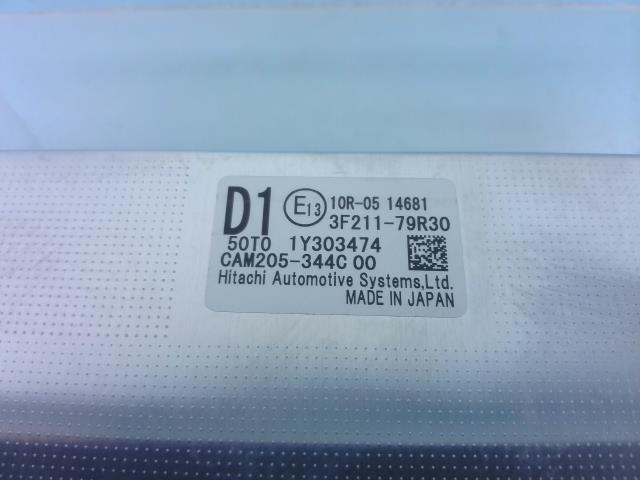 D1 E13 10R-05 14681
3F211-79R30
50T0 1Y303474
CAM205-344C 00
Hitachi Automotive Systems,Ltd.
MADE IN JAPAN